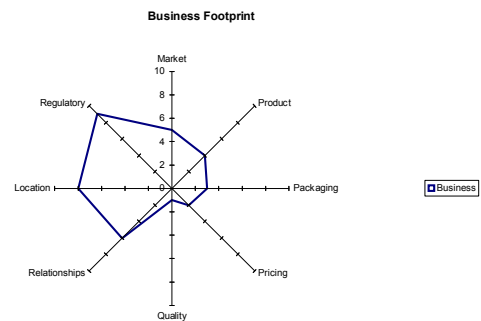 Business Footprint
Market
10
8
6
4
2
0
Regulatory
Product
Location
Packaging
Business
Relationships
Pricing
Quality